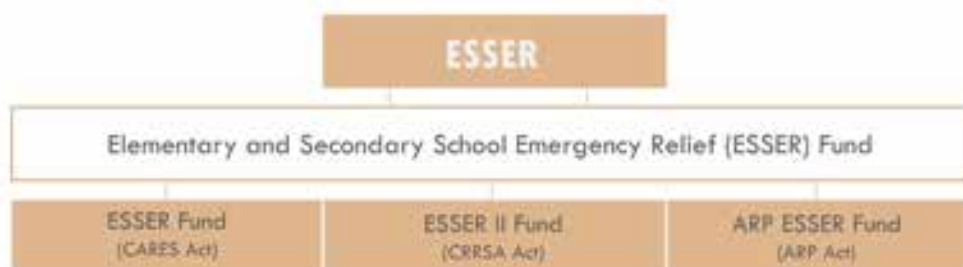 ESSER
Elementary and Secondary School Emergency Relief (ESSER) Fund
ESSER Fund
(CARES Act)
ESSER II Fund
(CRRSA Act)
ARP ESSER Fund
(ARP Act)